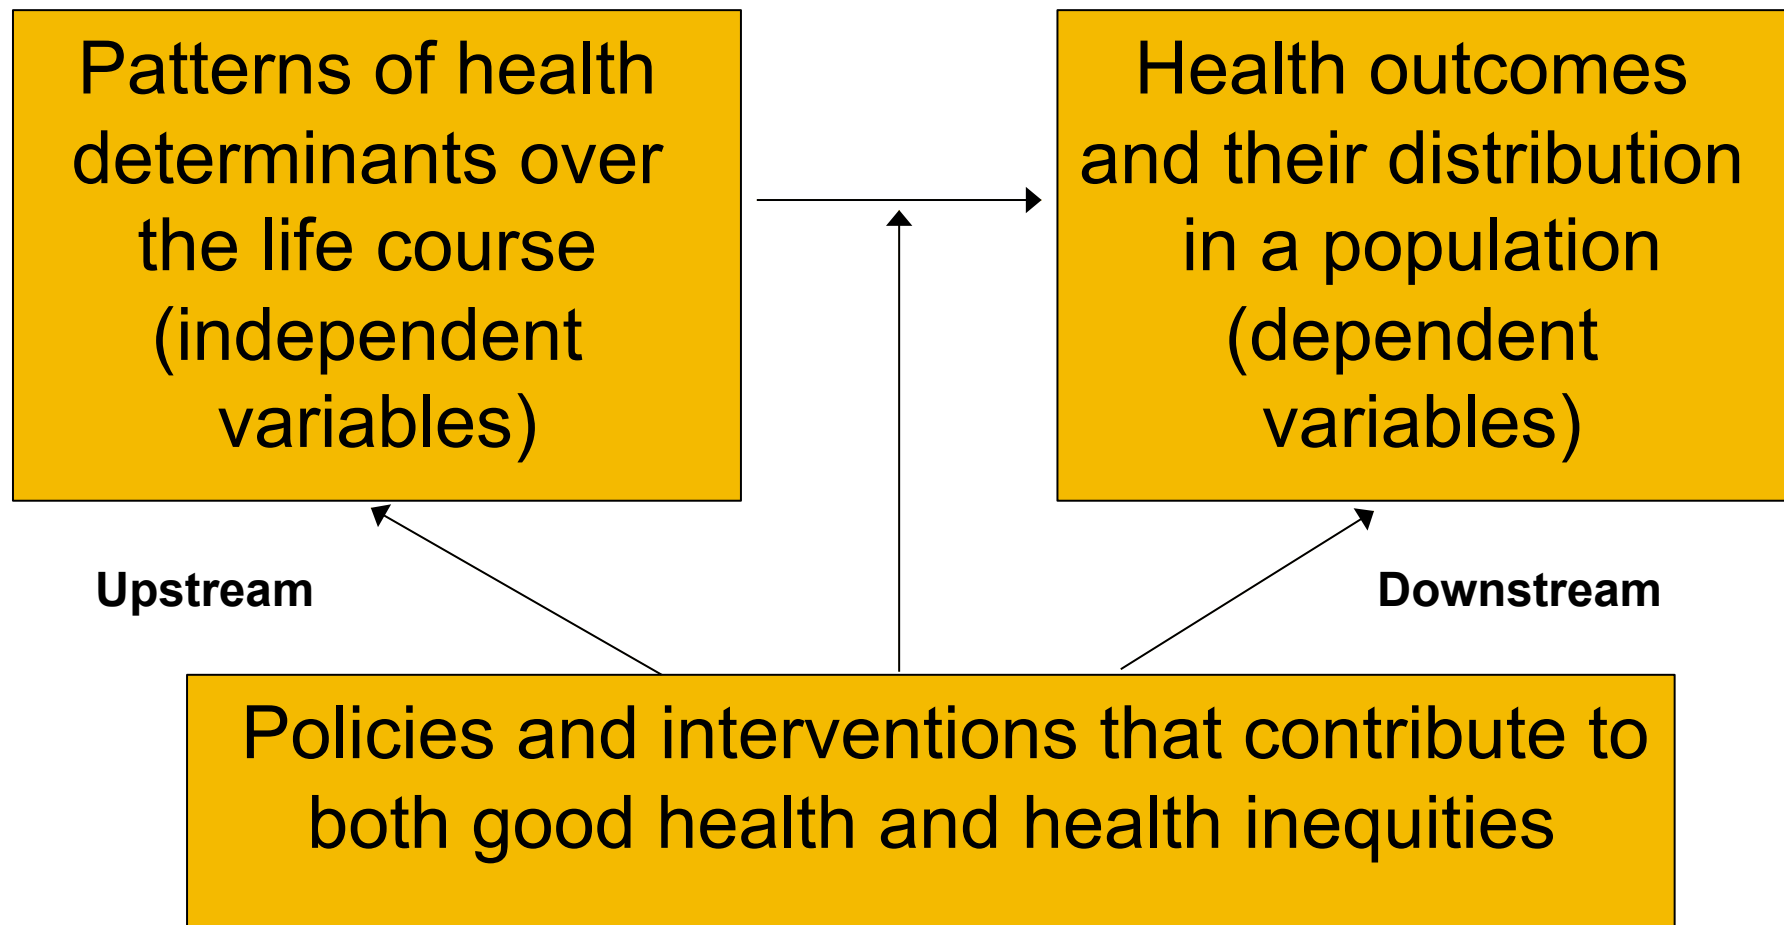 Patterns of health
determinants over
the life course
(independent
variables)
Health outcomes
and their distribution
in a population
(dependent
variables)
Upstream
Downstream
Policies and interventions that contribute to
both good health and health inequities